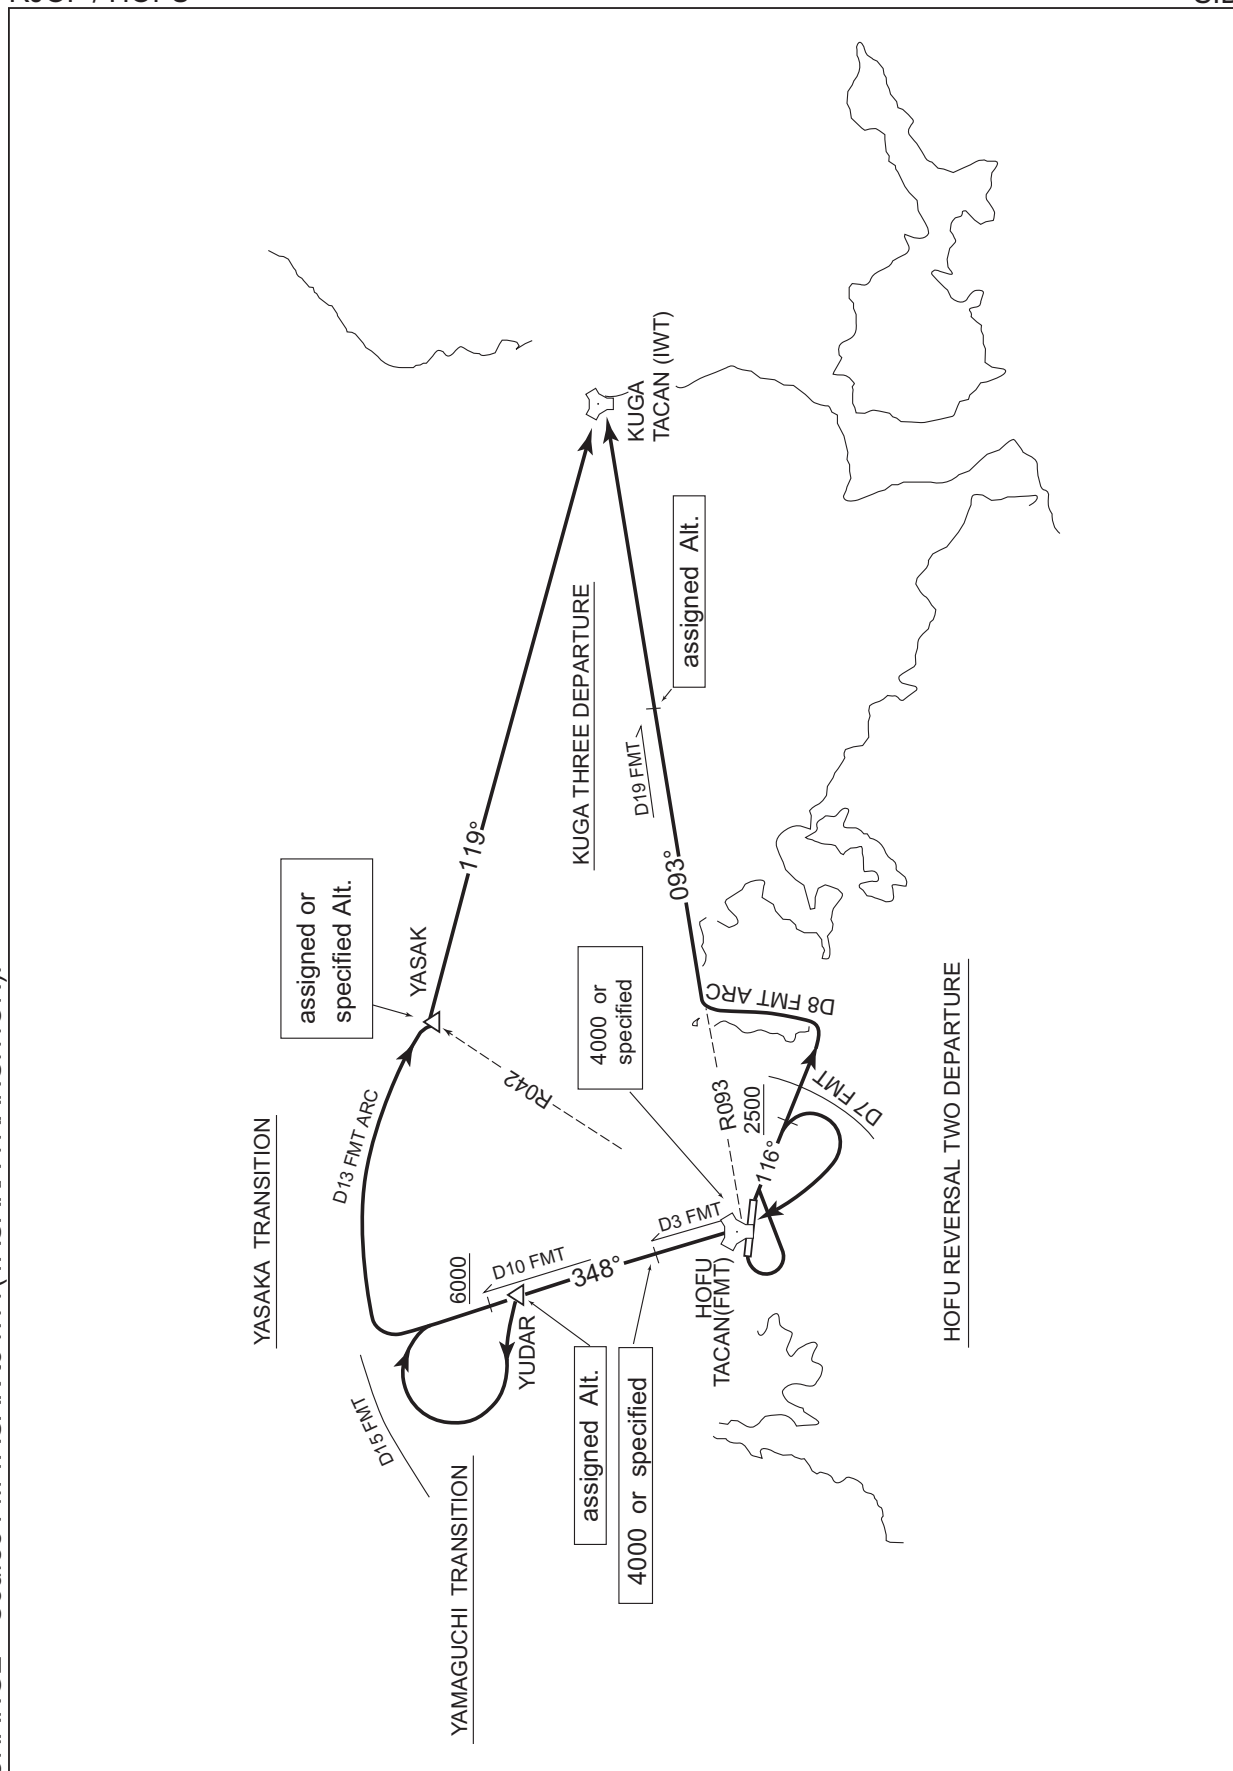 YASAKA TRANSITION
assigned or
specified Alt.
YASAK
119°
D13 FMT ARC
R042
D15 FMT
6000
D10 FMT
348°
YUDAR
YAMAGUCHI TRANSITION
assigned Alt.
4000 or specified
D3 FMT
HOFU
TACAN(FMT)
4000 or
specified
KUGA THREE DEPARTURE
D19 FMT
assigned Alt.
093°
KUGA
TACAN (IWT)
R093
2500
116°
D7 FMT
D8 FMT ARC
HOFU REVERSAL TWO DEPARTURE